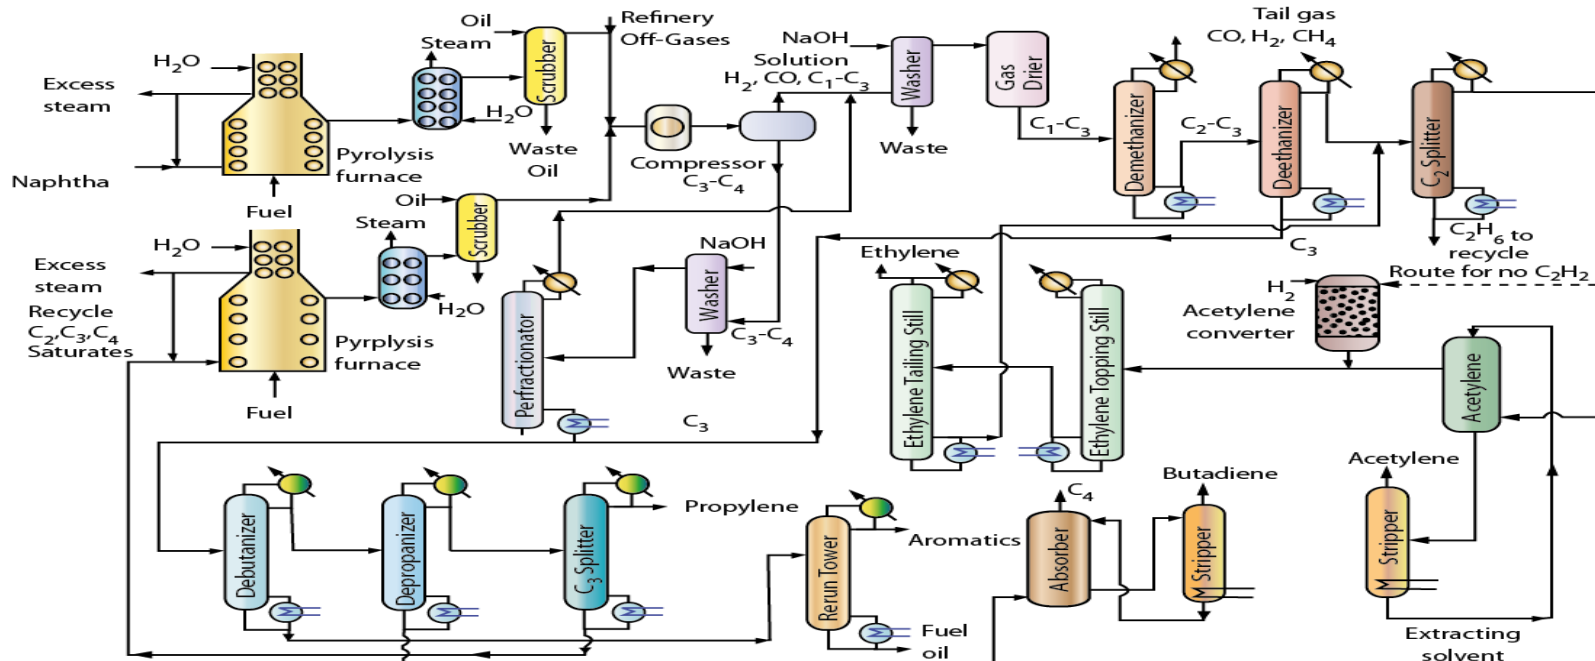 Oil
Steam
Refinery
Off-Gases
H2O
Excess
steam
Scrubber
H2O
Waste
Oil
Pyrolysis
furnace
Naphtha
Fuel
NaOH
Solution
H2, CO, C1-C3
Washer
Waste
Gas
Drier
C1-C3
Compressor
C3-C4
Tail gas
CO, H2, CH4
Demethanizer
C2-C3
Deethanizer
C2 Splitter
C3
C2H6 to
recycle
Route for no C2H2
Oil
Steam
Scrubber
H2O
H2O
Excess
steam
Recycle
C2,C3,C4
Saturates
Pyrplysis
furnace
Fuel
NaOH
Washer
C3-C4
Waste
Perfractionator
C3
Ethylene
Ethylene Tailing Still
Ethylene Topping Still
H2
Acetylene
converter
Acetylene
Acetylene
Stripper
Extracting
solvent
Debutanizer
Depropanizer
C3 Splitter
Propylene
Rerun Tower
Aromatics
Fuel
oil
C4
Absorber
Butadiene
Stripper